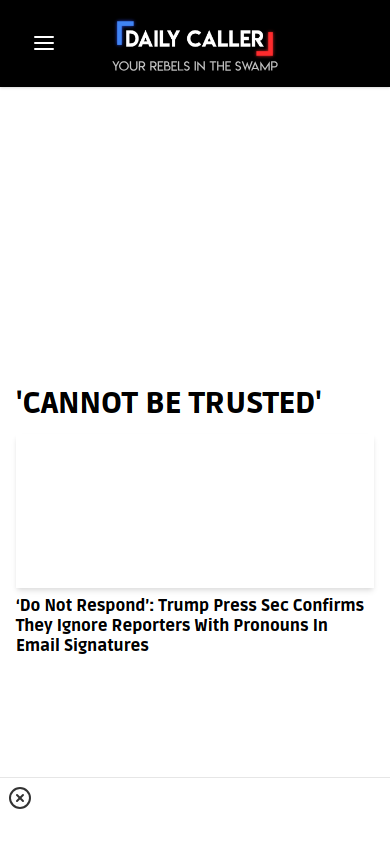 DAILY CALLER
YOUR REBELS IN THE SWAMP
'CANNOT BE TRUSTED'
‘Do Not Respond’: Trump Press Sec Confirms
They Ignore Reporters With Pronouns In
Email Signatures